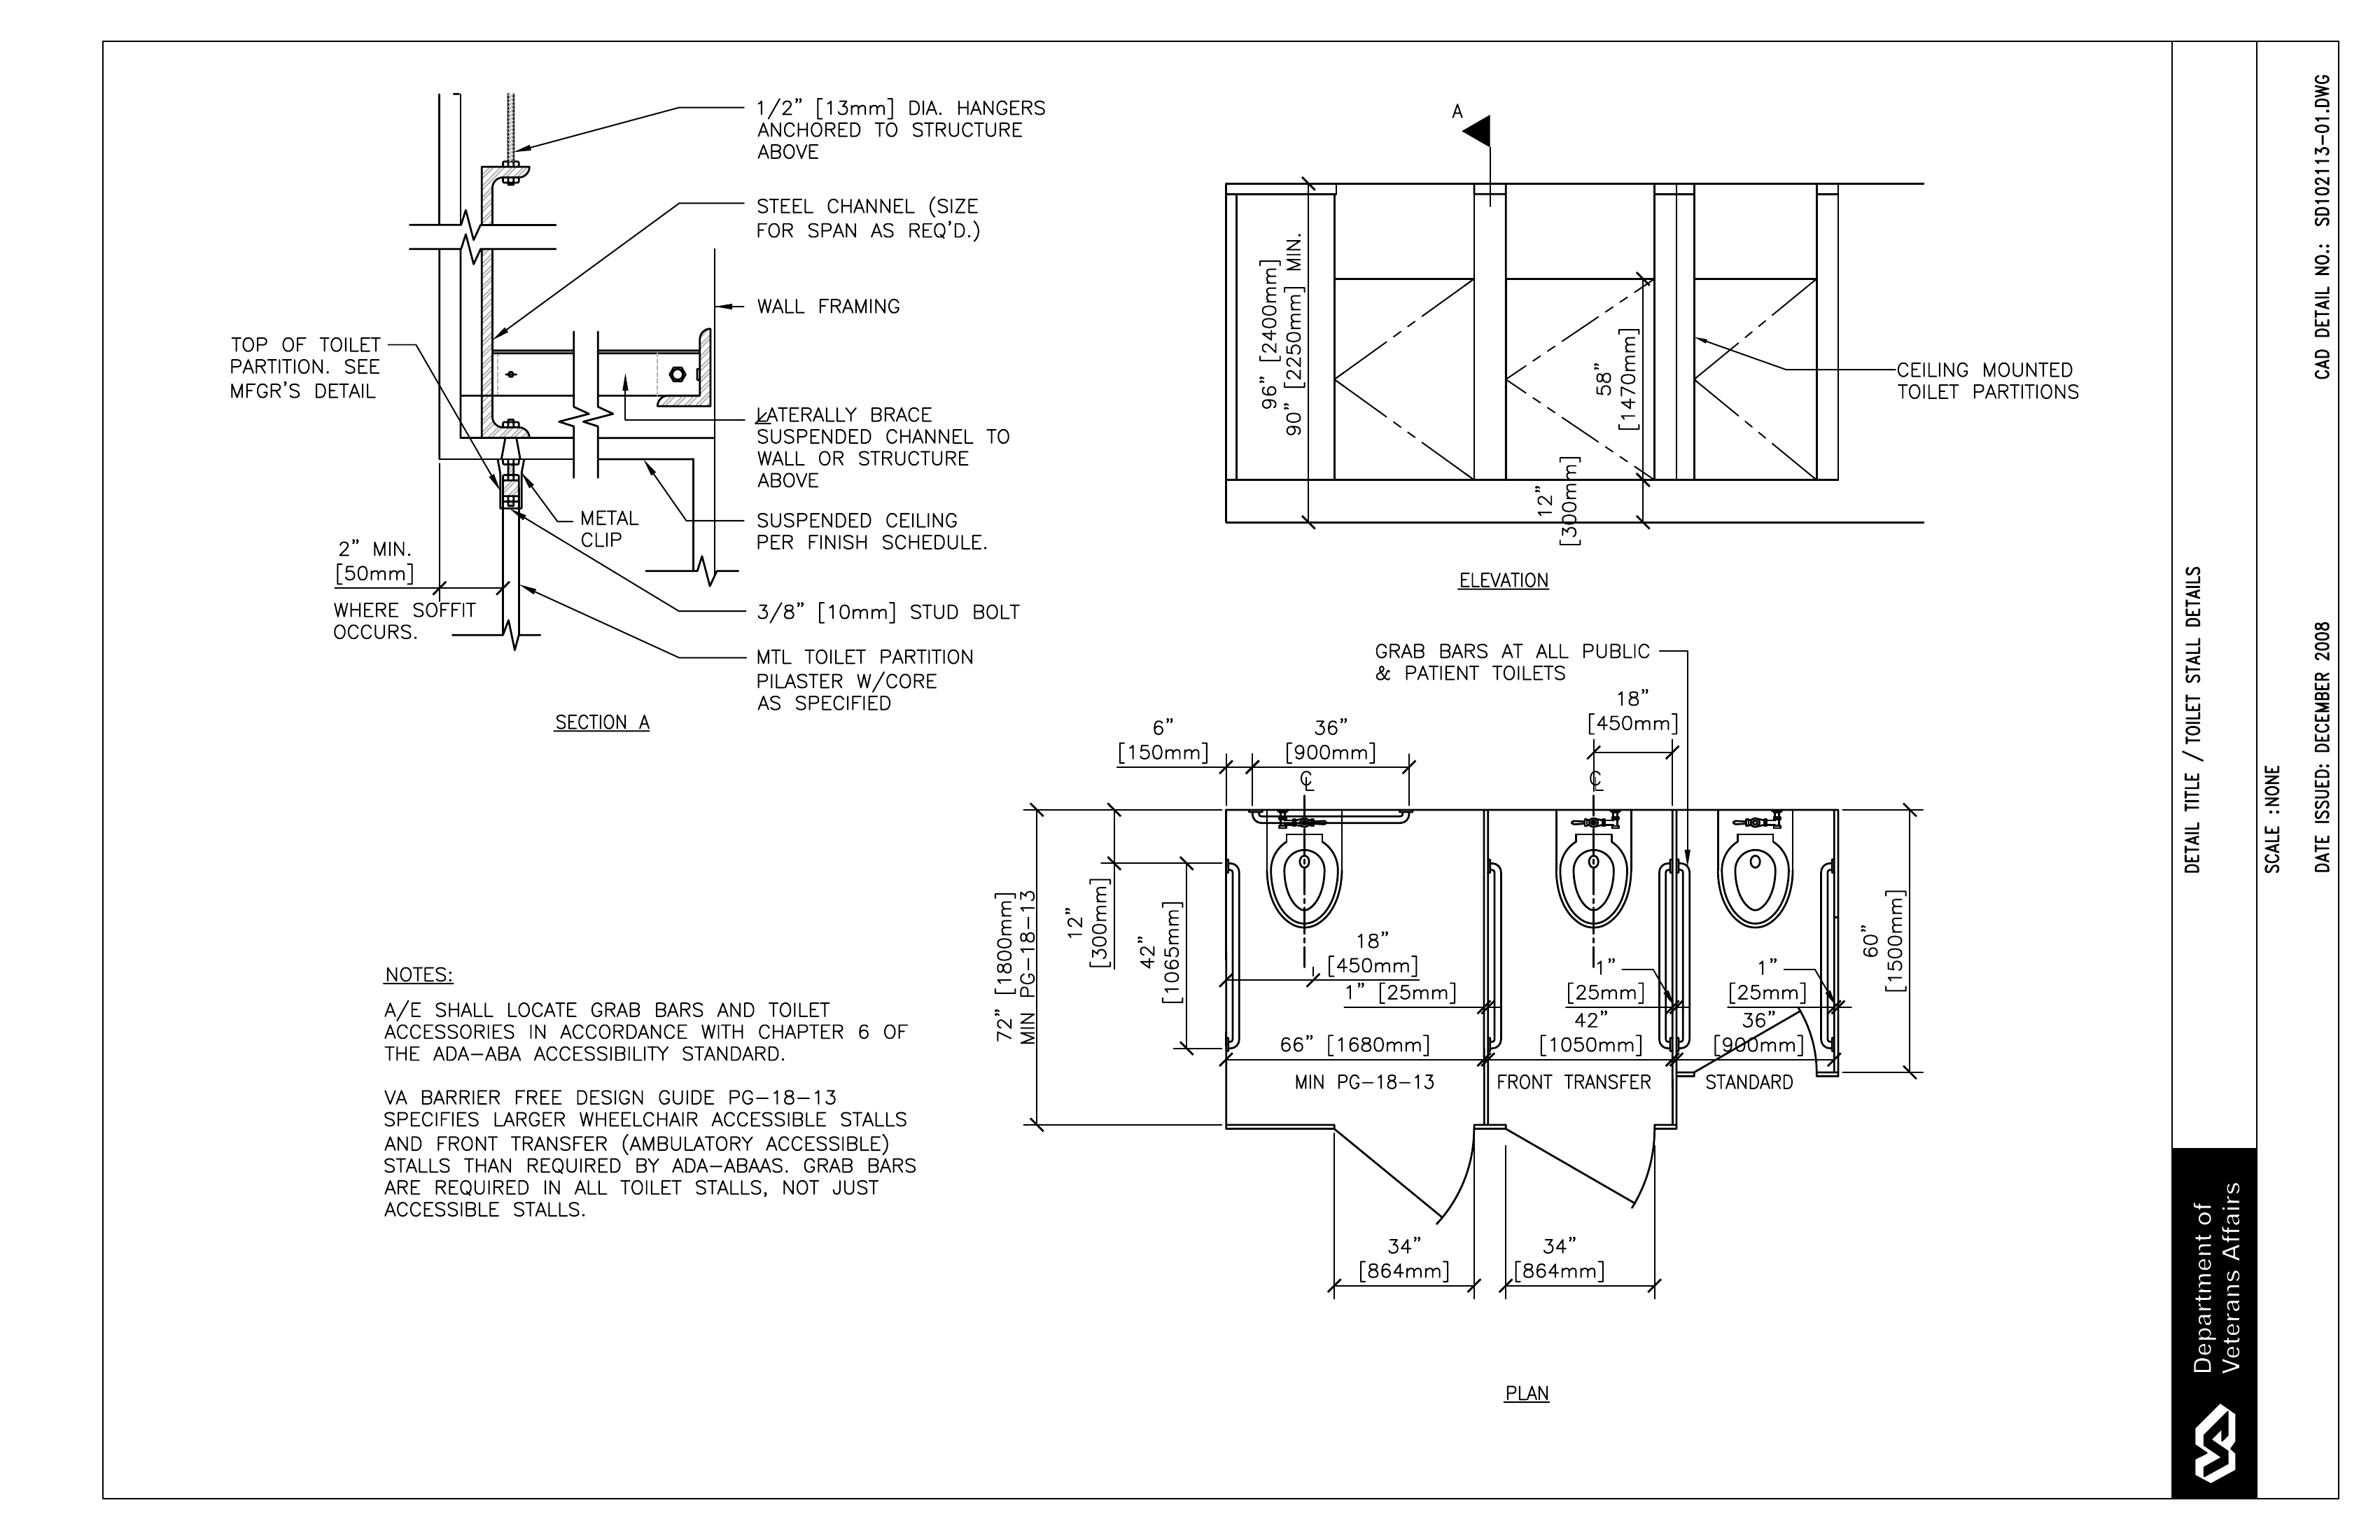 1/2" [13mm] DIA. HANGERS
ANCHORED TO STRUCTURE
ABOVE
STEEL CHANNEL (SIZE
FOR SPAN AS REQ'D.)
WALL FRAMING
TOP OF TOILET
PARTITION. SEE
MFGR'S DETAIL
LATERALLY BRACE
SUSPENDED CHANNEL TO
WALL OR STRUCTURE
ABOVE
METAL
CLIP
SUSPENDED CEILING
PER FINISH SCHEDULE.
2" MIN.
[50mm]
WHERE SOFFIT
OCCURS.
3/8" [10mm] STUD BOLT
MTL TOILET PARTITION
PILASTER W/CORE
AS SPECIFIED
SECTION A
A
96" [2400mm]
90" [2250mm] MIN.
58"
[1470mm]
12"
[300mm]
CEILING MOUNTED
TOILET PARTITIONS
ELEVATION
GRAB BARS AT ALL PUBLIC
& PATIENT TOILETS
18"
[450mm]
6"
[150mm]
36"
[900mm]
℄
℄
72" [1800mm]
MIN PG-18-13
12"
[300mm]
42"
[1065mm]
18"
[450mm]
1" [25mm]
1"
[25mm]
1"
[25mm]
60"
[1500mm]
66" [1680mm]
42"
[1050mm]
36"
[900mm]
MIN PG-18-13
FRONT TRANSFER
STANDARD
34"
[864mm]
34"
[864mm]
PLAN
NOTES:
A/E SHALL LOCATE GRAB BARS AND TOILET
ACCESSORIES IN ACCORDANCE WITH CHAPTER 6 OF
THE ADA-ABA ACCESSIBILITY STANDARD.
VA BARRIER FREE DESIGN GUIDE PG-18-13
SPECIFIES LARGER WHEELCHAIR ACCESSIBLE STALLS
AND FRONT TRANSFER (AMBULATORY ACCESSIBLE)
STALLS THAN REQUIRED BY ADA-ABAAS. GRAB BARS
ARE REQUIRED IN ALL TOILET STALLS, NOT JUST
ACCESSIBLE STALLS.
DETAIL TITLE / TOILET STALL DETAILS
SCALE :NONE
DATE ISSUED: DECEMBER 2008
CAD DETAIL NO.: SD102113-01.DWG
Department of
Veterans Affairs